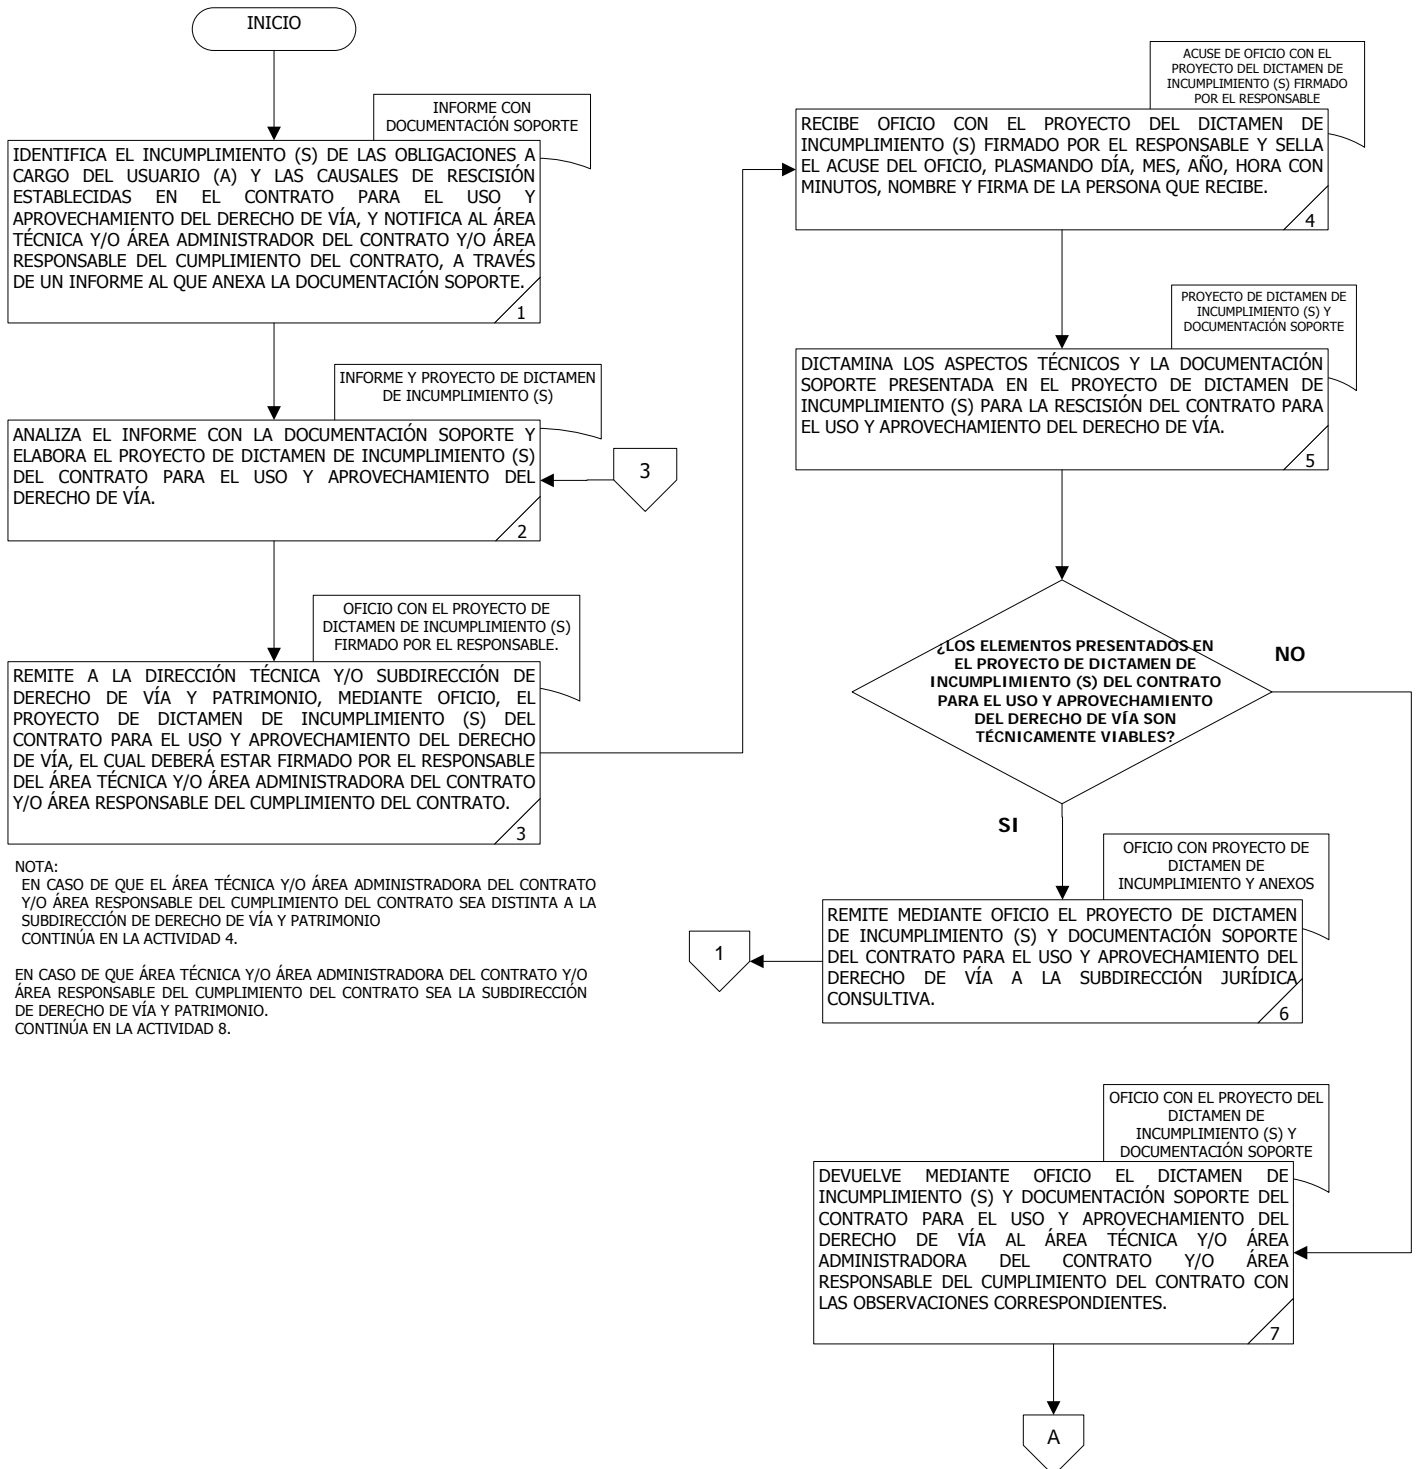 INICIO
INFORME CON
DOCUMENTACIÓN SOPORTE
IDENTIFICA EL INCUMPLIMIENTO (S) DE LAS OBLIGACIONES A
CARGO DEL USUARIO (A) Y LAS CAUSALES DE RESCISIÓN
ESTABLECIDAS EN EL CONTRATO PARA EL USO Y
APROVECHAMIENTO DEL DERECHO DE VÍA, Y NOTIFICA AL ÁREA
TÉCNICA Y/O ÁREA ADMINISTRADOR DEL CONTRATO Y/O ÁREA
RESPONSABLE DEL CUMPLIMIENTO DEL CONTRATO, A TRAVÉS
DE UN INFORME AL QUE ANEXA LA DOCUMENTACIÓN SOPORTE.
1
INFORME Y PROYECTO DE DICTAMEN
DE INCUMPLIMIENTO (S)
ANALIZA EL INFORME CON LA DOCUMENTACIÓN SOPORTE Y
ELABORA EL PROYECTO DE DICTAMEN DE INCUMPLIMIENTO (S)
DEL CONTRATO PARA EL USO Y APROVECHAMIENTO DEL
DERECHO DE VÍA.
2
3
OFICIO CON EL PROYECTO DE
DICTAMEN DE INCUMPLIMIENTO (S)
FIRMADO POR EL RESPONSABLE.
REMITE A LA DIRECCIÓN TÉCNICA Y/O SUBDIRECCIÓN DE
DERECHO DE VÍA Y PATRIMONIO, MEDIANTE OFICIO, EL
PROYECTO DE DICTAMEN DE INCUMPLIMIENTO (S) DEL
CONTRATO PARA EL USO Y APROVECHAMIENTO DEL DERECHO
DE VÍA, EL CUAL DEBERÁ ESTAR FIRMADO POR EL RESPONSABLE
DEL ÁREA TÉCNICA Y/O ÁREA ADMINISTRADORA DEL CONTRATO
Y/O ÁREA RESPONSABLE DEL CUMPLIMIENTO DEL CONTRATO.
3
NOTA:
EN CASO DE QUE EL ÁREA TÉCNICA Y/O ÁREA ADMINISTRADORA DEL CONTRATO
Y/O ÁREA RESPONSABLE DEL CUMPLIMIENTO DEL CONTRATO SEA DISTINTA A LA
SUBDIRECCIÓN DE DERECHO DE VÍA Y PATRIMONIO
CONTINÚA EN LA ACTIVIDAD 4.
EN CASO DE QUE ÁREA TÉCNICA Y/O ÁREA ADMINISTRADORA DEL CONTRATO Y/O
ÁREA RESPONSABLE DEL CUMPLIMIENTO DEL CONTRATO SEA LA SUBDIRECCIÓN
DE DERECHO DE VÍA Y PATRIMONIO.
CONTINÚA EN LA ACTIVIDAD 8.
ACUSE DE OFICIO CON EL
PROYECTO DEL DICTAMEN DE
INCUMPLIMIENTO (S) FIRMADO
POR EL RESPONSABLE
RECIBE OFICIO CON EL PROYECTO DEL DICTAMEN DE
INCUMPLIMIENTO (S) FIRMADO POR EL RESPONSABLE Y SELLA
EL ACUSE DEL OFICIO, PLASMANDO DÍA, MES, AÑO, HORA CON
MINUTOS, NOMBRE Y FIRMA DE LA PERSONA QUE RECIBE.
4
PROYECTO DE DICTAMEN DE
INCUMPLIMIENTO (S) Y
DOCUMENTACIÓN SOPORTE
DICTAMINA LOS ASPECTOS TÉCNICOS Y LA DOCUMENTACIÓN
SOPORTE PRESENTADA EN EL PROYECTO DE DICTAMEN DE
INCUMPLIMIENTO (S) PARA LA RESCISIÓN DEL CONTRATO PARA
EL USO Y APROVECHAMIENTO DEL DERECHO DE VÍA.
5
¿LOS ELEMENTOS PRESENTADOS EN
EL PROYECTO DE DICTAMEN DE
INCUMPLIMIENTO (S) DEL CONTRATO
PARA EL USO Y APROVECHAMIENTO
DEL DERECHO DE VÍA SON
TÉCNICAMENTE VIABLES?
NO
SI
OFICIO CON PROYECTO DE
DICTAMEN DE
INCUMPLIMIENTO Y ANEXOS
REMITE MEDIANTE OFICIO EL PROYECTO DE DICTAMEN
DE INCUMPLIMIENTO (S) Y DOCUMENTACIÓN SOPORTE
DEL CONTRATO PARA EL USO Y APROVECHAMIENTO DEL
DERECHO DE VÍA A LA SUBDIRECCIÓN JURÍDICA
CONSULTIVA.
6
1
OFICIO CON EL PROYECTO DEL
DICTAMEN DE
INCUMPLIMIENTO (S) Y
DOCUMENTACIÓN SOPORTE
DEVUELVE MEDIANTE OFICIO EL DICTAMEN DE
INCUMPLIMIENTO (S) Y DOCUMENTACIÓN SOPORTE DEL
CONTRATO PARA EL USO Y APROVECHAMIENTO DEL
DERECHO DE VÍA AL ÁREA TÉCNICA Y/O ÁREA
ADMINISTRADORA DEL CONTRATO Y/O ÁREA
RESPONSABLE DEL CUMPLIMIENTO DEL CONTRATO CON
LAS OBSERVACIONES CORRESPONDIENTES.
7
A